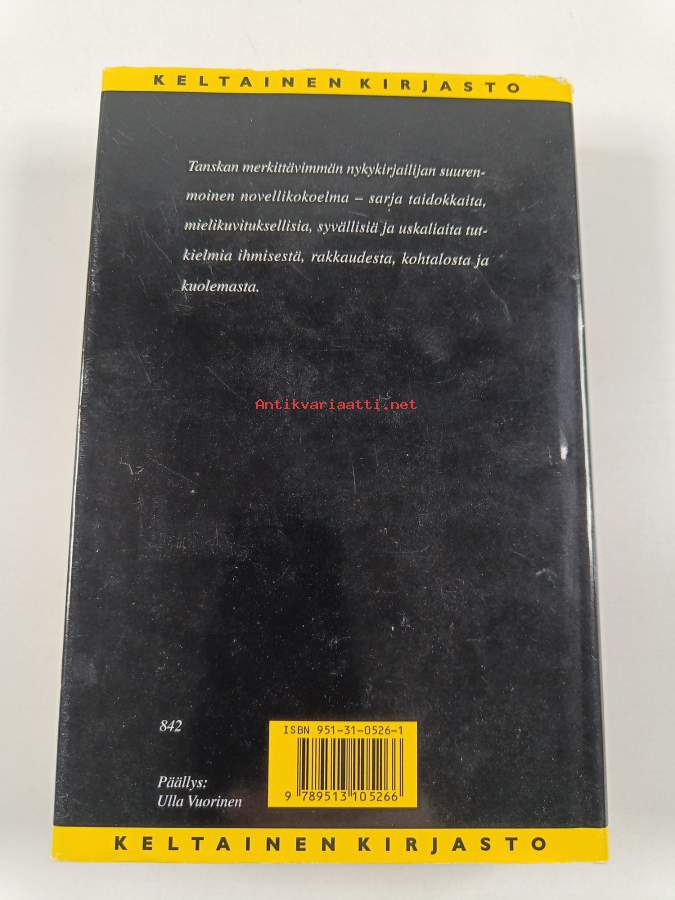 KELTAINEN KIRJASTO
Tanskan merkittävimmän nykykirjailijan suuren-
moinen novellikokoelma – sarja taidokkaita,
mielikuvituksellisia, syvällisiä ja uskaliaita tut-
kielmia ihmisestä, rakkaudesta, kohtalosta ja
kuolemasta.
Antikvariaatti.net
842
Päällys:
Ulla Vuorinen
ISBN 951-31-0526-1
9 789513 105266
KELTAINEN KIRJASTO